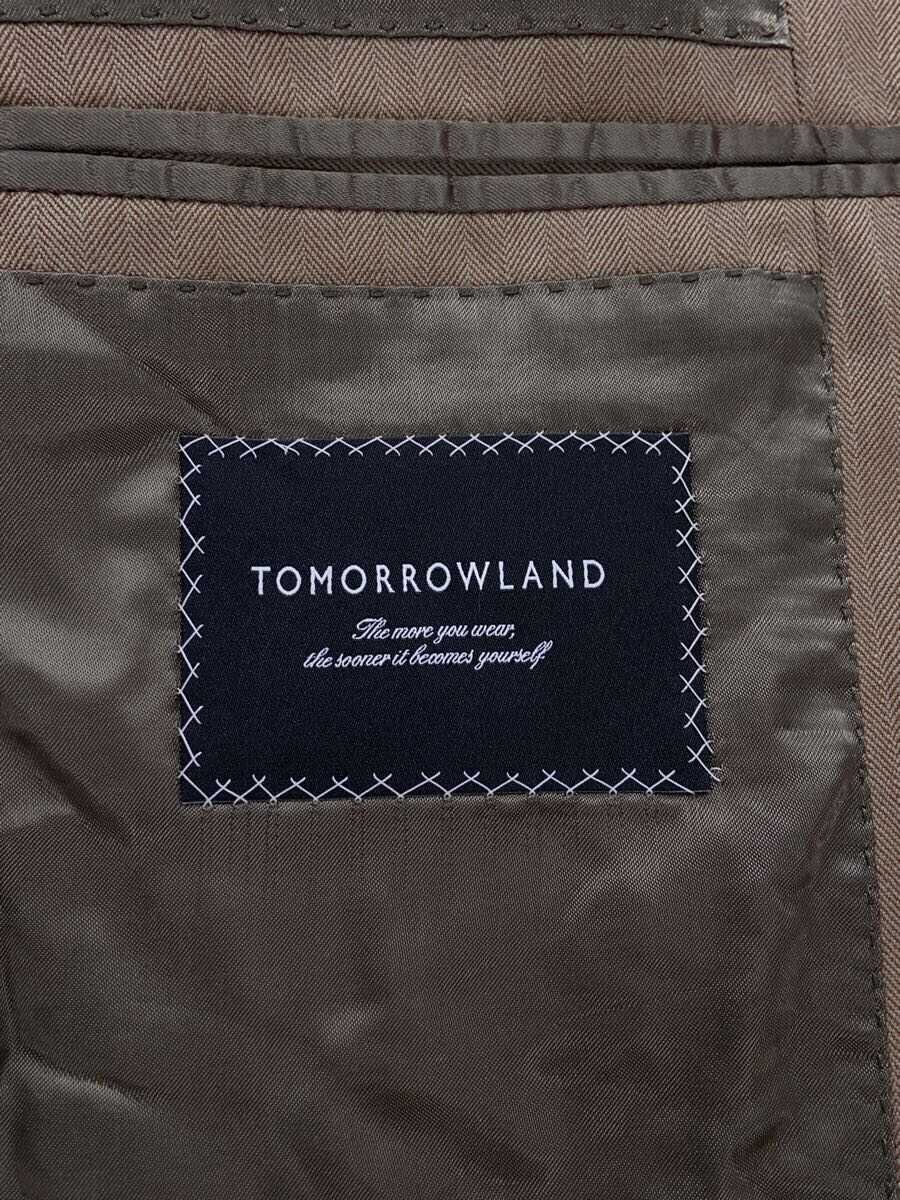 TOMORROWLAND
The more you wear,
the sooner it becomes yourself.